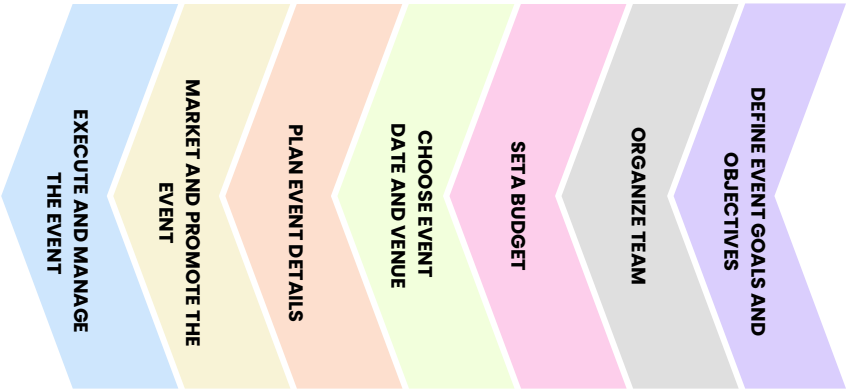 DEFINE EVENT GOALS AND
OBJECTIVES
ORGANIZE TEAM
SET A BUDGET
CHOOSE EVENT
DATE AND VENUE
PLAN EVENT DETAILS
MARKET AND PROMOTE THE
EVENT
EXECUTE AND MANAGE
THE EVENT